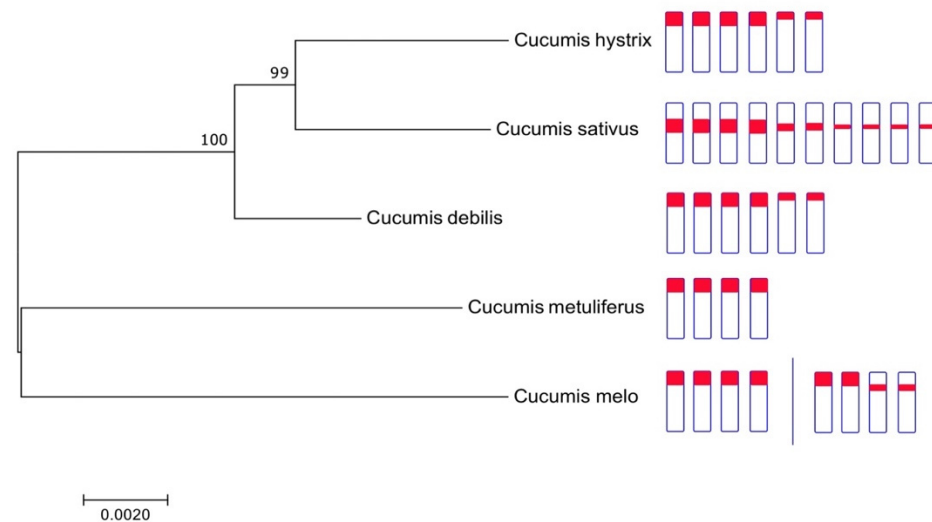 Cucumis hystrix
99
Cucumis sativus
100
Cucumis debilis
Cucumis metuliferus
Cucumis melo
0.0020